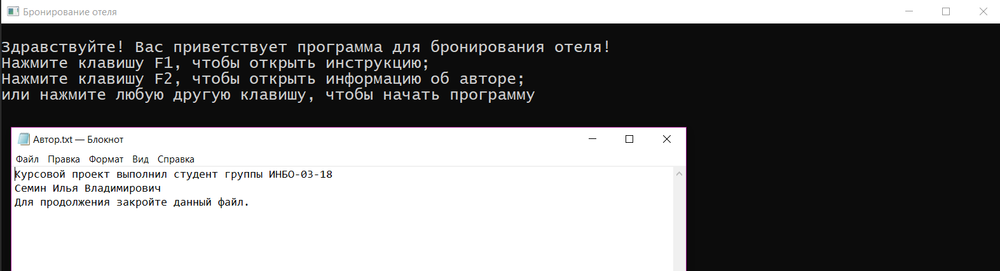 Бронирование отеля
Здравствуйте! Вас приветствует программа для бронирования отеля!
Нажмите клавишу F1, чтобы открыть инструкцию;
Нажмите клавишу F2, чтобы открыть информацию об авторе;
или нажмите любую другую клавишу, чтобы начать программу
Автор.txt — Блокнот
Файл Правка Формат Вид Справка
Курсовой проект выполнил студент группы ИНБО-03-18
Семин Илья Владимирович
Для продолжения закройте данный файл.